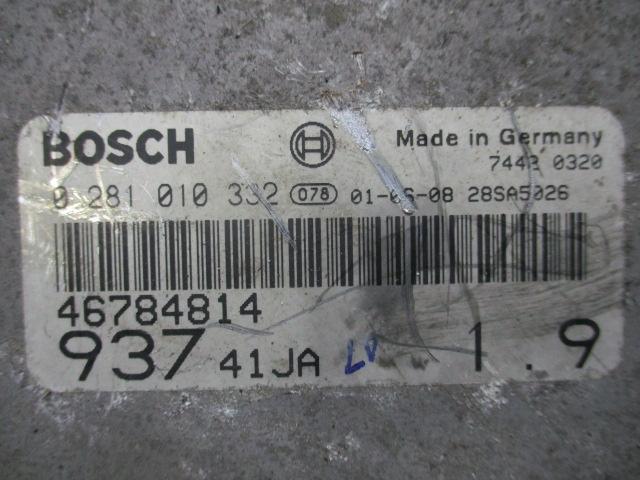 BOSCH Made in Germany
7443 0320
0 281 010 332 078 01-06-08 28SA5026
46784814
937 41JA LV 1.9